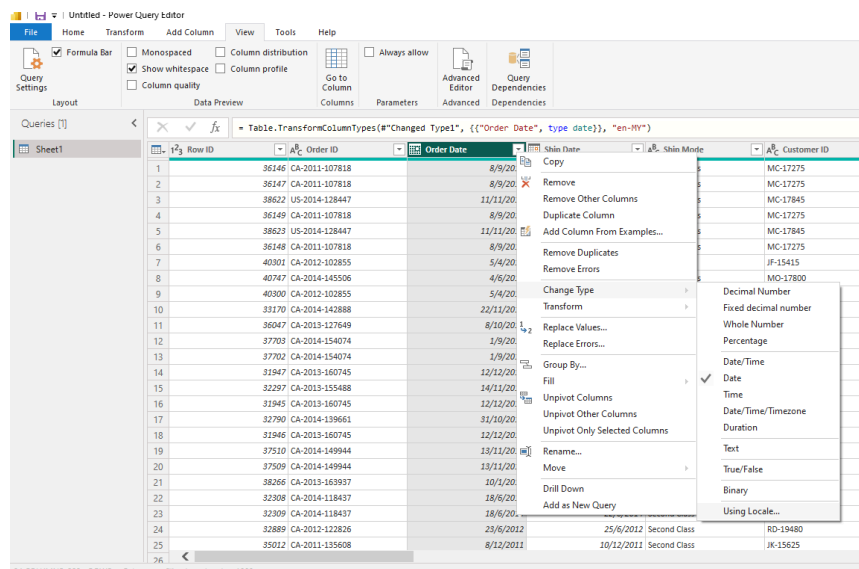 Untitled - Power Query Editor
File Home Transform Add Column View Tools Help
Query Settings
Formula Bar
Monospaced
Show whitespace
Column quality
Column distribution
Column profile
Go to Column
Always allow
Advanced Editor
Query Dependencies
Layout Data Preview Columns Parameters Advanced Dependencies
Queries [1]
fx = Table.TransformColumnTypes(#"Changed Type1", {{"Order Date", type date}}, "en-MY")
Sheet1
1²3 Row ID ABC Order ID Order Date Ship Date ABC Ship Mode ABC Customer ID
1 36146 CA-2011-107818 8/9/20 MC-17275
2 36147 CA-2011-107818 8/9/20 MC-17275
3 38622 US-2014-128447 11/11/20 MC-17845
4 36149 CA-2011-107818 8/9/20 MC-17275
5 38623 US-2014-128447 11/11/20 MC-17845
6 36148 CA-2011-107818 8/9/20 MC-17275
7 40301 CA-2012-102855 5/4/20 JF-15415
8 40747 CA-2014-145506 4/6/20 MO-17800
9 40300 CA-2012-102855 5/4/20
10 33170 CA-2014-142888 22/11/20
11 36047 CA-2013-127649 8/10/20
12 37703 CA-2014-154074 1/9/20
13 37702 CA-2014-154074 1/9/20
14 31947 CA-2013-160745 12/12/20
15 32297 CA-2013-155488 14/11/20
16 31945 CA-2013-160745 12/12/20
17 32790 CA-2014-139661 31/10/20
18 31946 CA-2013-160745 12/12/20
19 37510 CA-2014-149944 13/11/20
20 37509 CA-2014-149944 13/11/20
21 38266 CA-2013-163937 10/1/20
22 32308 CA-2014-118437 18/6/20
23 32309 CA-2014-118437 18/6/20
24 32889 CA-2012-122826 23/6/2012 25/6/2012 Second Class RD-19480
25 35012 CA-2011-135608 8/12/2011 10/12/2011 Second Class JK-15625
26
Copy
Remove
Remove Other Columns
Duplicate Column
Add Column From Examples...
Remove Duplicates
Remove Errors
Change Type
Transform
Replace Values...
Replace Errors...
Group By...
Fill
Unpivot Columns
Unpivot Other Columns
Unpivot Only Selected Columns
Rename...
Move
Drill Down
Add as New Query
Decimal Number
Fixed decimal number
Whole Number
Percentage
Date/Time
Date
Time
Date/Time/Timezone
Duration
Text
True/False
Binary
Using Locale...